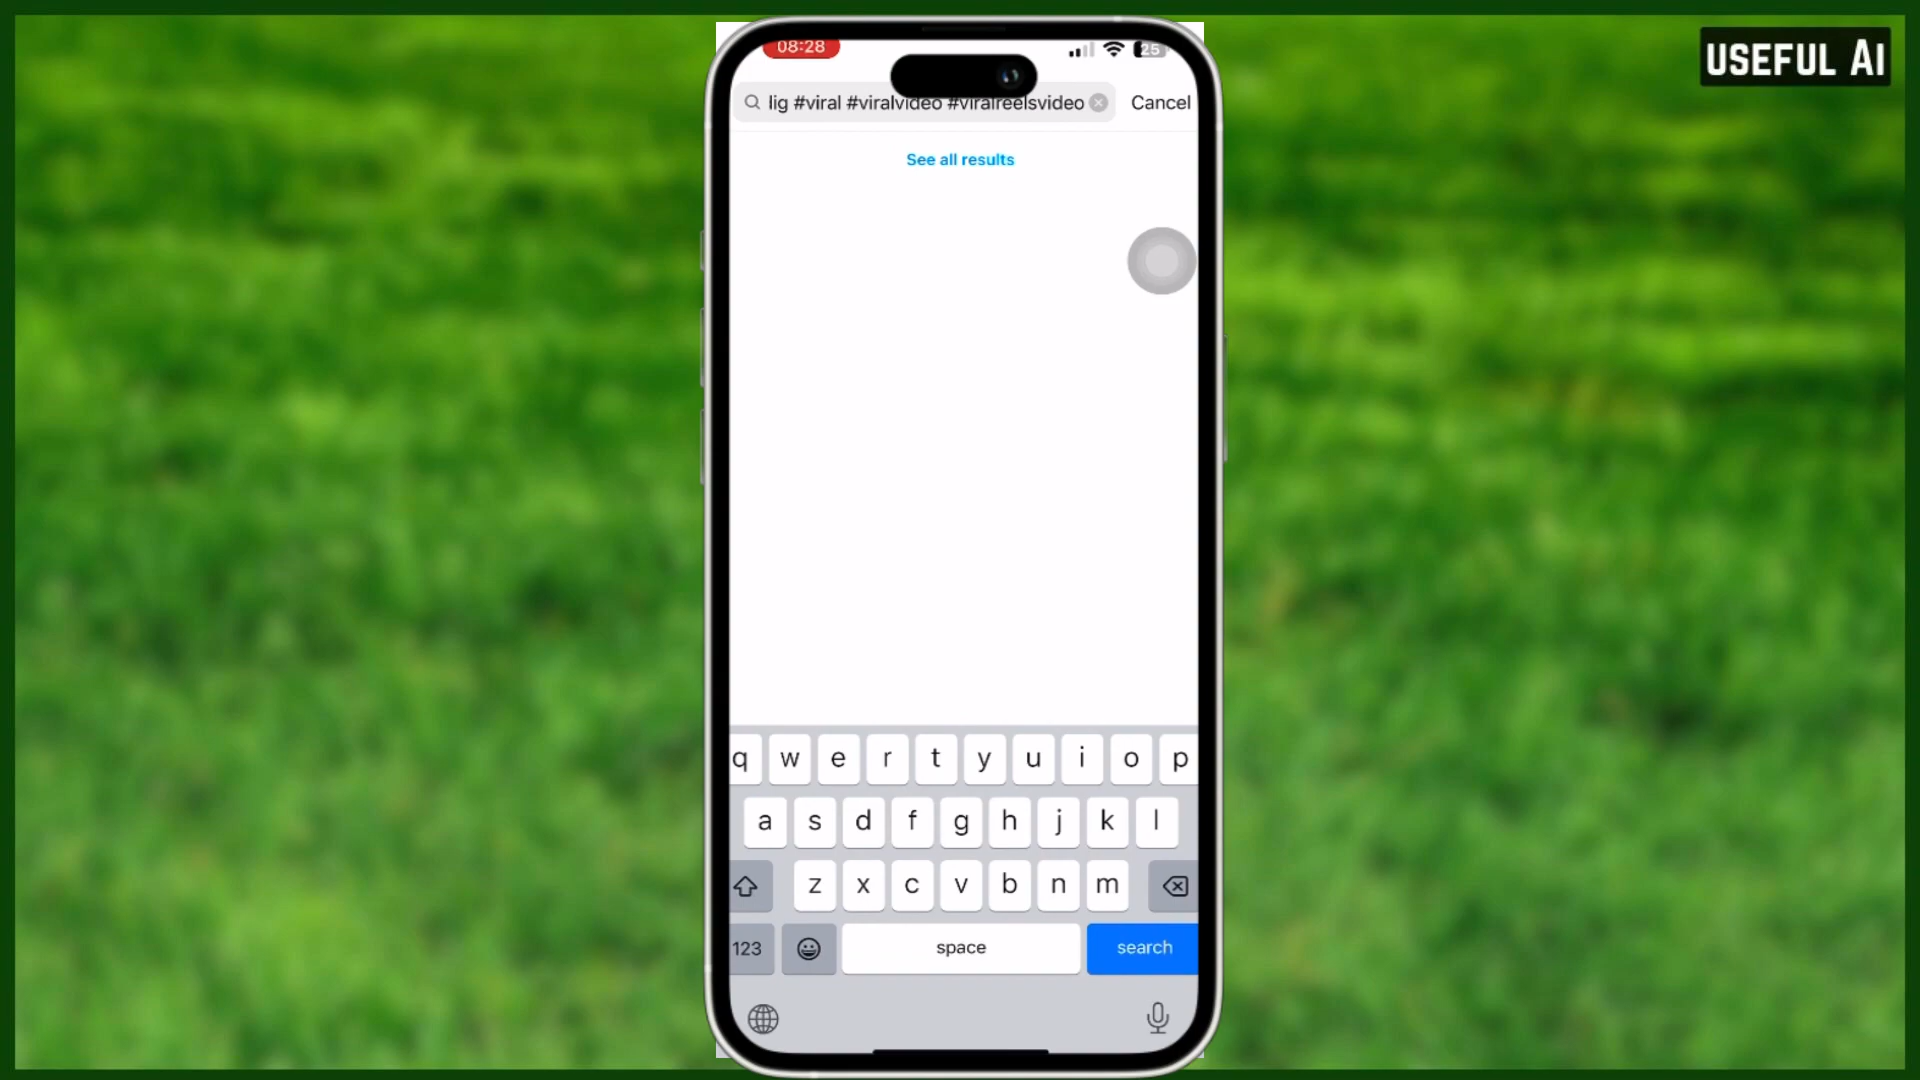 USEFUL AI
08:28
25
lig #viral #viralvideo #viralreelsvideo Cancel
See all results
q w e r t y u i o p
a s d f g h j k l
z x c v b n m
123 space search